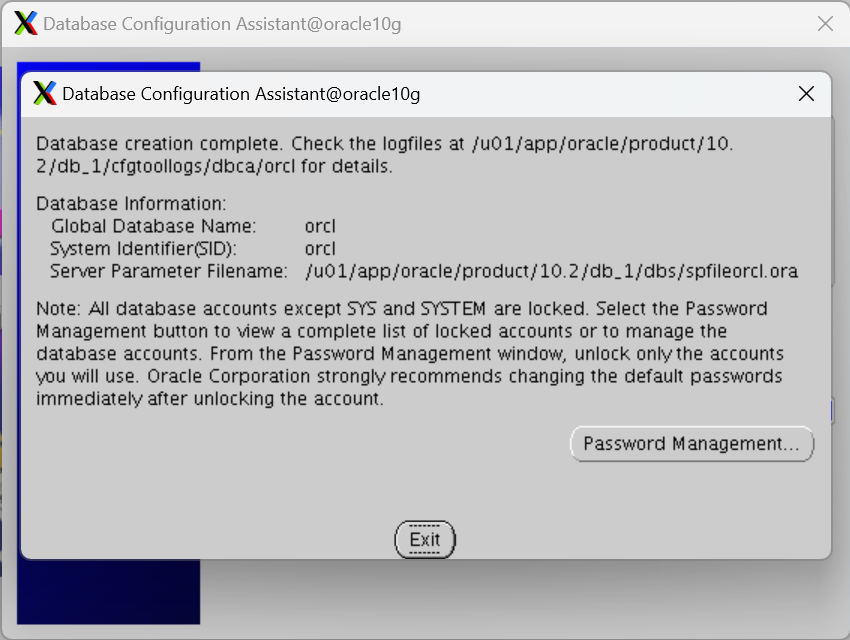 Database Configuration Assistant@oracle10g
Database Configuration Assistant@oracle10g
Database creation complete. Check the logfiles at /u01/app/oracle/product/10.
2/db_1/cfgtoollogs/dbca/orcl for details.
Database Information:
Global Database Name: orcl
System Identifier(SID): orcl
Server Parameter Filename: /u01/app/oracle/product/10.2/db_1/dbs/spfileorcl.ora
Note: All database accounts except SYS and SYSTEM are locked. Select the Password
Management button to view a complete list of locked accounts or to manage the
database accounts. From the Password Management window, unlock only the accounts
you will use. Oracle Corporation strongly recommends changing the default passwords
immediately after unlocking the account.
Password Management...
Exit